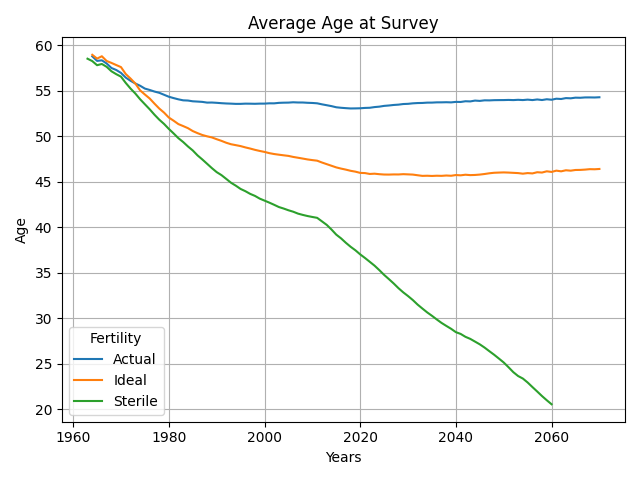 Average Age at Survey
Age
60
55
50
45
40
35
30
25
20
Fertility
Actual
Ideal
Sterile
1960 1980 2000 2020 2040 2060
Years